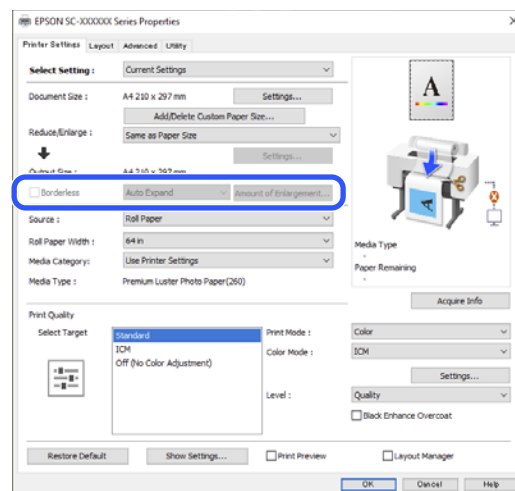 EPSON SC-XXXXXX Series Properties
Printer Settings Layout Advanced Utility
Select Setting : Current Settings
Document Size : A4 210 x 297 mm Settings...
Add/Delete Custom Paper Size...
Reduce/Enlarge : Same as Paper Size
Settings...
Output Size : A4 210 x 297 mm
Borderless Auto Expand Amount of Enlargement...
Source : Roll Paper
Roll Paper Width : 64 in
Media Category: Use Printer Settings
Media Type : Premium Luster Photo Paper(260)
A
Media Type
-
Paper Remaining
-
Acquire Info
Print Quality
Select Target
Standard
ICM
Off (No Color Adjustment)
Print Mode : Color
Color Mode : ICM
Settings...
Level : Quality
Black Enhance Overcoat
Restore Default Show Settings... Print Preview Layout Manager
OK Cancel Help